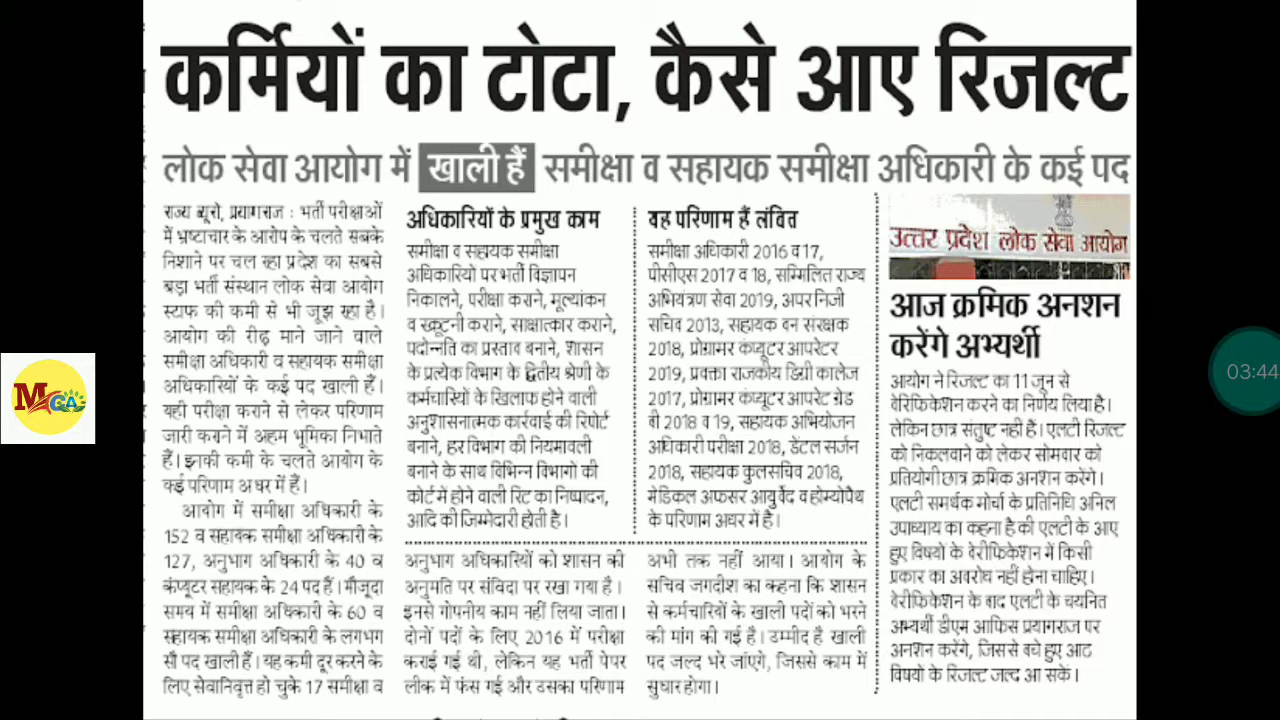 कर्मियों का टोटा, कैसे आए रिजल्ट
लोक सेवा आयोग में खाली हैं समीक्षा व सहायक समीक्षा अधिकारी के कई पद
राज्य ब्यूरो, प्रयागराज : भर्ती परीक्षाओं
में भ्रष्टाचार के आरोप के चलते सबके
निशाने पर चल रहा प्रदेश का सबसे
बड़ा भर्ती संस्थान लोक सेवा आयोग
स्टाफ की कमी से भी जूझ रहा है।
आयोग की रीढ़ माने जाने वाले
समीक्षा अधिकारी व सहायक समीक्षा
अधिकारियों के कई पद खाली हैं।
यही परीक्षा कराने से लेकर परिणाम
जारी कराने में अहम भूमिका निभाते
हैं। इनकी कमी के चलते आयोग के
कई परिणाम अधर में हैं।
आयोग में समीक्षा अधिकारी के
152 व सहायक समीक्षा अधिकारी के
127, अनुभाग अधिकारी के 40 व
कंप्यूटर सहायक के 24 पद हैं। मौजूदा
समय में समीक्षा अधिकारी के 60 व
सहायक समीक्षा अधिकारी के लगभग
सौ पद खाली हैं। यह कमी दूर करने के
लिए सेवानिवृत्त हो चुके 17 समीक्षा व
अधिकारियों के प्रमुख काम
समीक्षा व सहायक समीक्षा
अधिकारियों पर भर्ती विज्ञापन
निकालने, परीक्षा कराने, मूल्यांकन
व स्क्रूटनी कराने, साक्षात्कार कराने,
पदोन्नति का प्रस्ताव बनाने, शासन
के प्रत्येक विभाग के द्वितीय श्रेणी के
कर्मचारियों के खिलाफ होने वाली
अनुशासनात्मक कार्रवाई की रिपोर्ट
बनाने, हर विभाग की नियमावली
बनाने के साथ विभिन्न विभागों की
कोर्ट में होने वाली रिट का निष्पादन,
आदि की जिम्मेदारी होती है।
यह परिणाम हैं लंबित
समीक्षा अधिकारी 2016 व 17,
पीसीएस 2017 व 18, सम्मिलित राज्य
अभियंत्रण सेवा 2019, अपर निजी
सचिव 2013, सहायक वन संरक्षक
2018, प्रोग्रामर कंप्यूटर आपरेटर
2019, प्रवक्ता राजकीय डिग्री कालेज
2017, प्रोग्रामर कंप्यूटर आपरेट ग्रेड
बी 2018 व 19, सहायक अभियोजन
अधिकारी परीक्षा 2018, डेंटल सर्जन
2018, सहायक कुलसचिव 2018,
मेडिकल अफसर आयुर्वेद व होम्योपैथ
के परिणाम अधर में है।
अनुभाग अधिकारियों को शासन की
अनुमति पर संविदा पर रखा गया है।
इनसे गोपनीय काम नहीं लिया जाता।
दोनों पदों के लिए 2016 में परीक्षा
कराई गई थी, लेकिन यह भर्ती पेपर
लीक में फंस गई और उसका परिणाम
अभी तक नहीं आया। आयोग के
सचिव जगदीश का कहना कि शासन
से कर्मचारियों के खाली पदों को भरने
की मांग की गई है। उम्मीद है खाली
पद जल्द भरे जाएंगे, जिससे काम में
सुधार होगा।
उत्तर प्रदेश लोक सेवा आयोग
आज क्रमिक अनशन
करेंगे अभ्यर्थी
आयोग ने रिजल्ट का 11 जून से
वेरिफिकेशन करने का निर्णय लिया है।
लेकिन छात्र संतुष्ट नहीं हैं। एलटी रिजल्ट
को निकलवाने को लेकर सोमवार को
प्रतियोगी छात्र क्रमिक अनशन करेंगे।
एलटी समर्थक मोर्चा के प्रतिनिधि अनिल
उपाध्याय का कहना है की एलटी के आए
हुए विषयों के वेरीफिकेशन में किसी
प्रकार का अवरोध नहीं होना चाहिए।
वेरीफिकेशन के बाद एलटी के चयनित
अभ्यर्थी डीएम आफिस प्रयागराज पर
अनशन करेंगे, जिससे बचे हुए आठ
विषयों के रिजल्ट जल्द आ सकें।
MGA
03:44